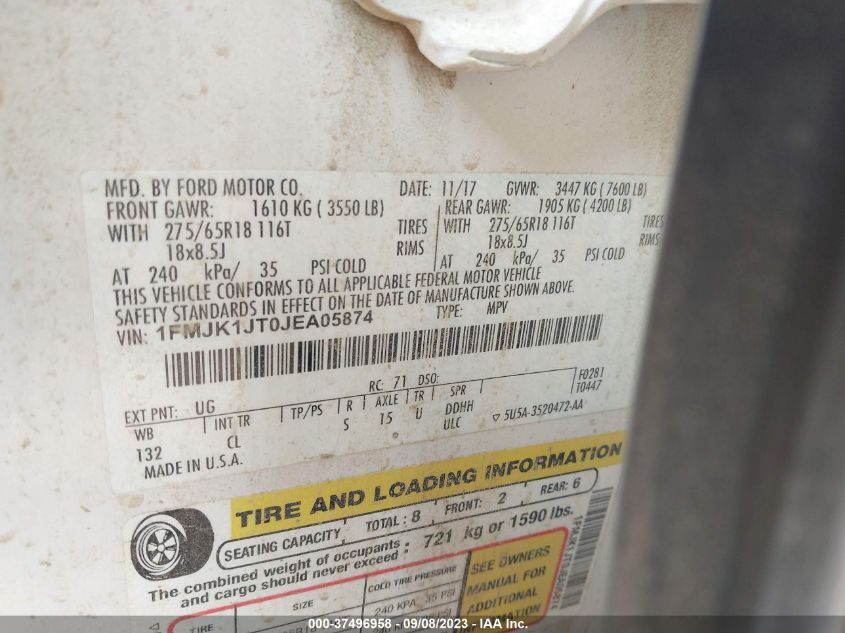 MFD. BY FORD MOTOR CO. DATE: 11/17 GVWR: 3447 KG ( 7600 LB)
FRONT GAWR: 1610 KG ( 3550 LB) REAR GAWR: 1905 KG ( 4200 LB)
WITH 275/65R18 116T TIRES WITH 275/65R18 116T TIRES
18x8.5J RIMS 18x8.5J RIMS
AT 240 kPa/ 35 PSI COLD AT 240 kPa/ 35 PSI COLD
THIS VEHICLE CONFORMS TO ALL APPLICABLE FEDERAL MOTOR VEHICLE
SAFETY STANDARDS IN EFFECT ON THE DATE OF MANUFACTURE SHOWN ABOVE.
VIN: 1FMJK1JT0JEA05874 TYPE: MPV
F0281
T0447
EXT PNT: UG RC: 71 DSO:
WB INT TR TP/PS R AXLE TR SPR
132 CL S 15 U DDHH
ULC ▽ 5U5A-3520472-AA
MADE IN U.S.A.
TIRE AND LOADING INFORMATION
SEATING CAPACITY TOTAL: 8 FRONT: 2 REAR: 6
The combined weight of occupants : 721 kg or 1590 lbs.
and cargo should never exceed :
TIRE SIZE COLD TIRE PRESSURE
240 KPA, 35 PSI
SEE OWNERS
MANUAL FOR
ADDITIONAL
INFORMATION
000-37496958 - 09/08/2023 - IAA Inc.